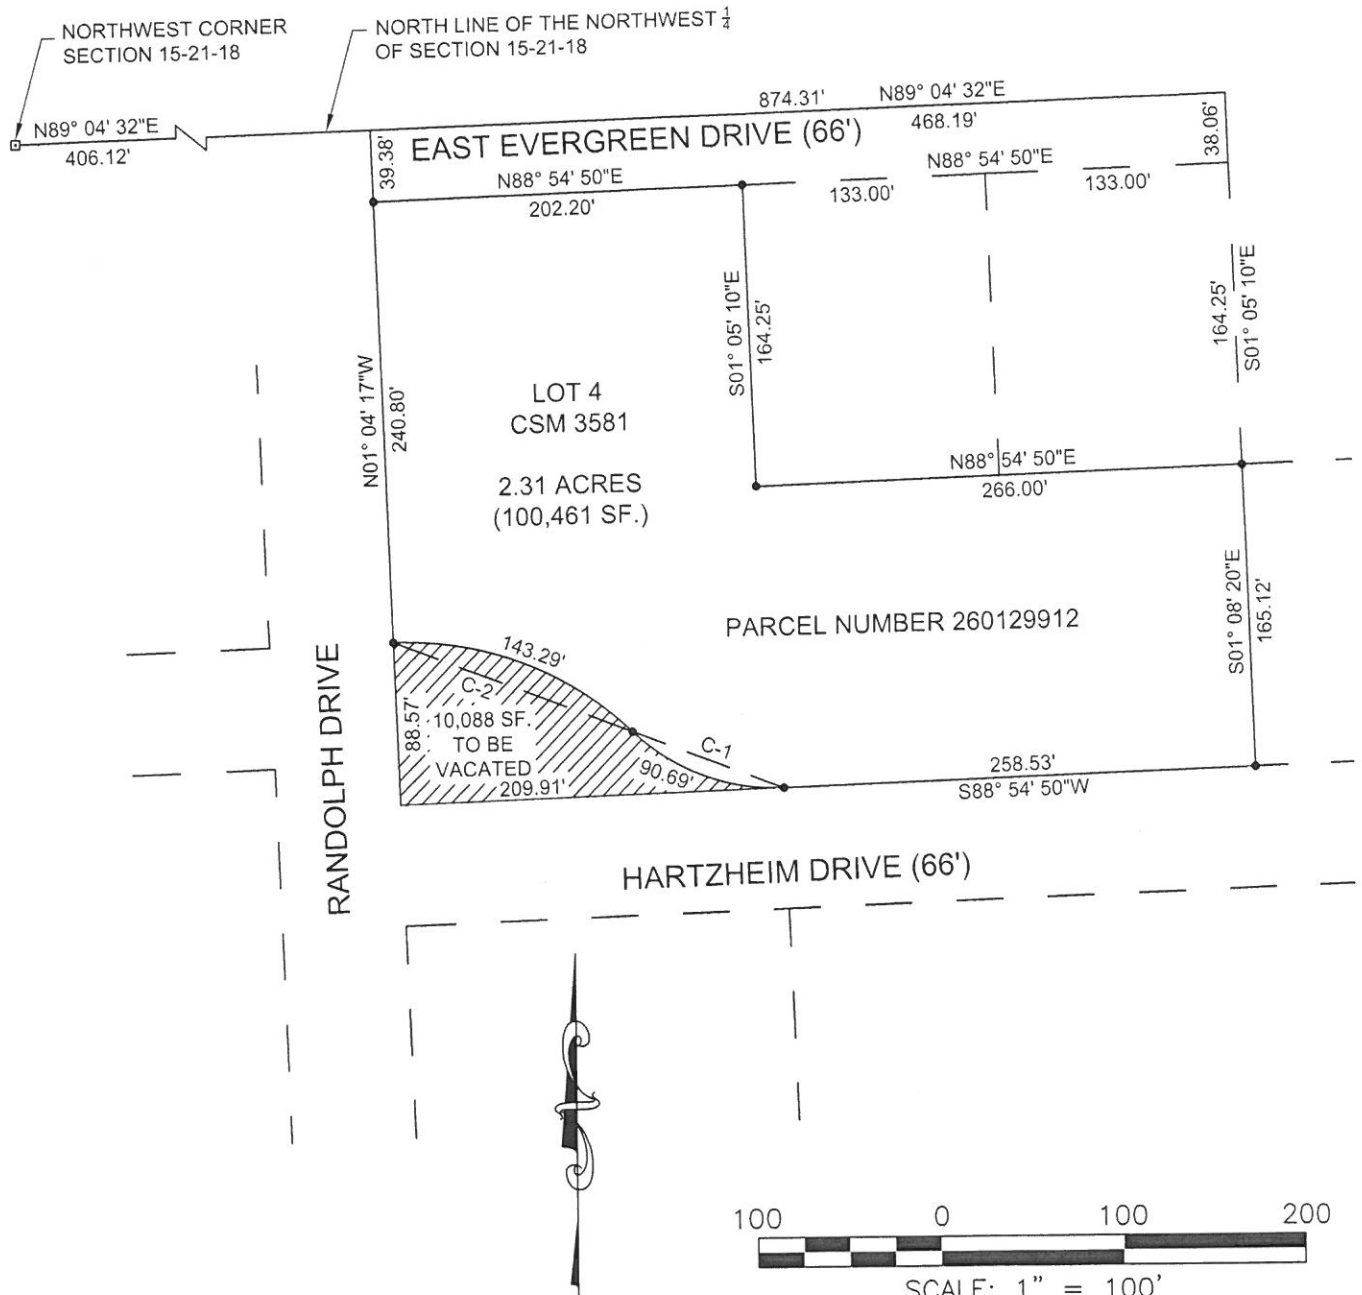 NORTHWEST CORNER
SECTION 15-21-18
NORTH LINE OF THE NORTHWEST 1/4
OF SECTION 15-21-18
N89° 04' 32"E
406.12'
874.31'
N89° 04' 32"E
468.19'
EAST EVERGREEN DRIVE (66')
39.38'
38.06'
N88° 54' 50"E
202.20'
N88° 54' 50"E
133.00'
133.00'
S01° 05' 10"E
164.25'
164.25'
S01° 05' 10"E
N01° 04' 17"W
240.80'
LOT 4
CSM 3581
2.31 ACRES
(100,461 SF.)
N88° 54' 50"E
266.00'
S01° 08' 20"E
165.12'
PARCEL NUMBER 260129912
143.29'
C-2
88.57'
10,088 SF.
TO BE
VACATED
209.91'
90.69'
C-1
258.53'
S88° 54' 50"W
RANDOLPH DRIVE
HARTZHEIM DRIVE (66')
100 0 100 200
SCALE: 1" = 100'